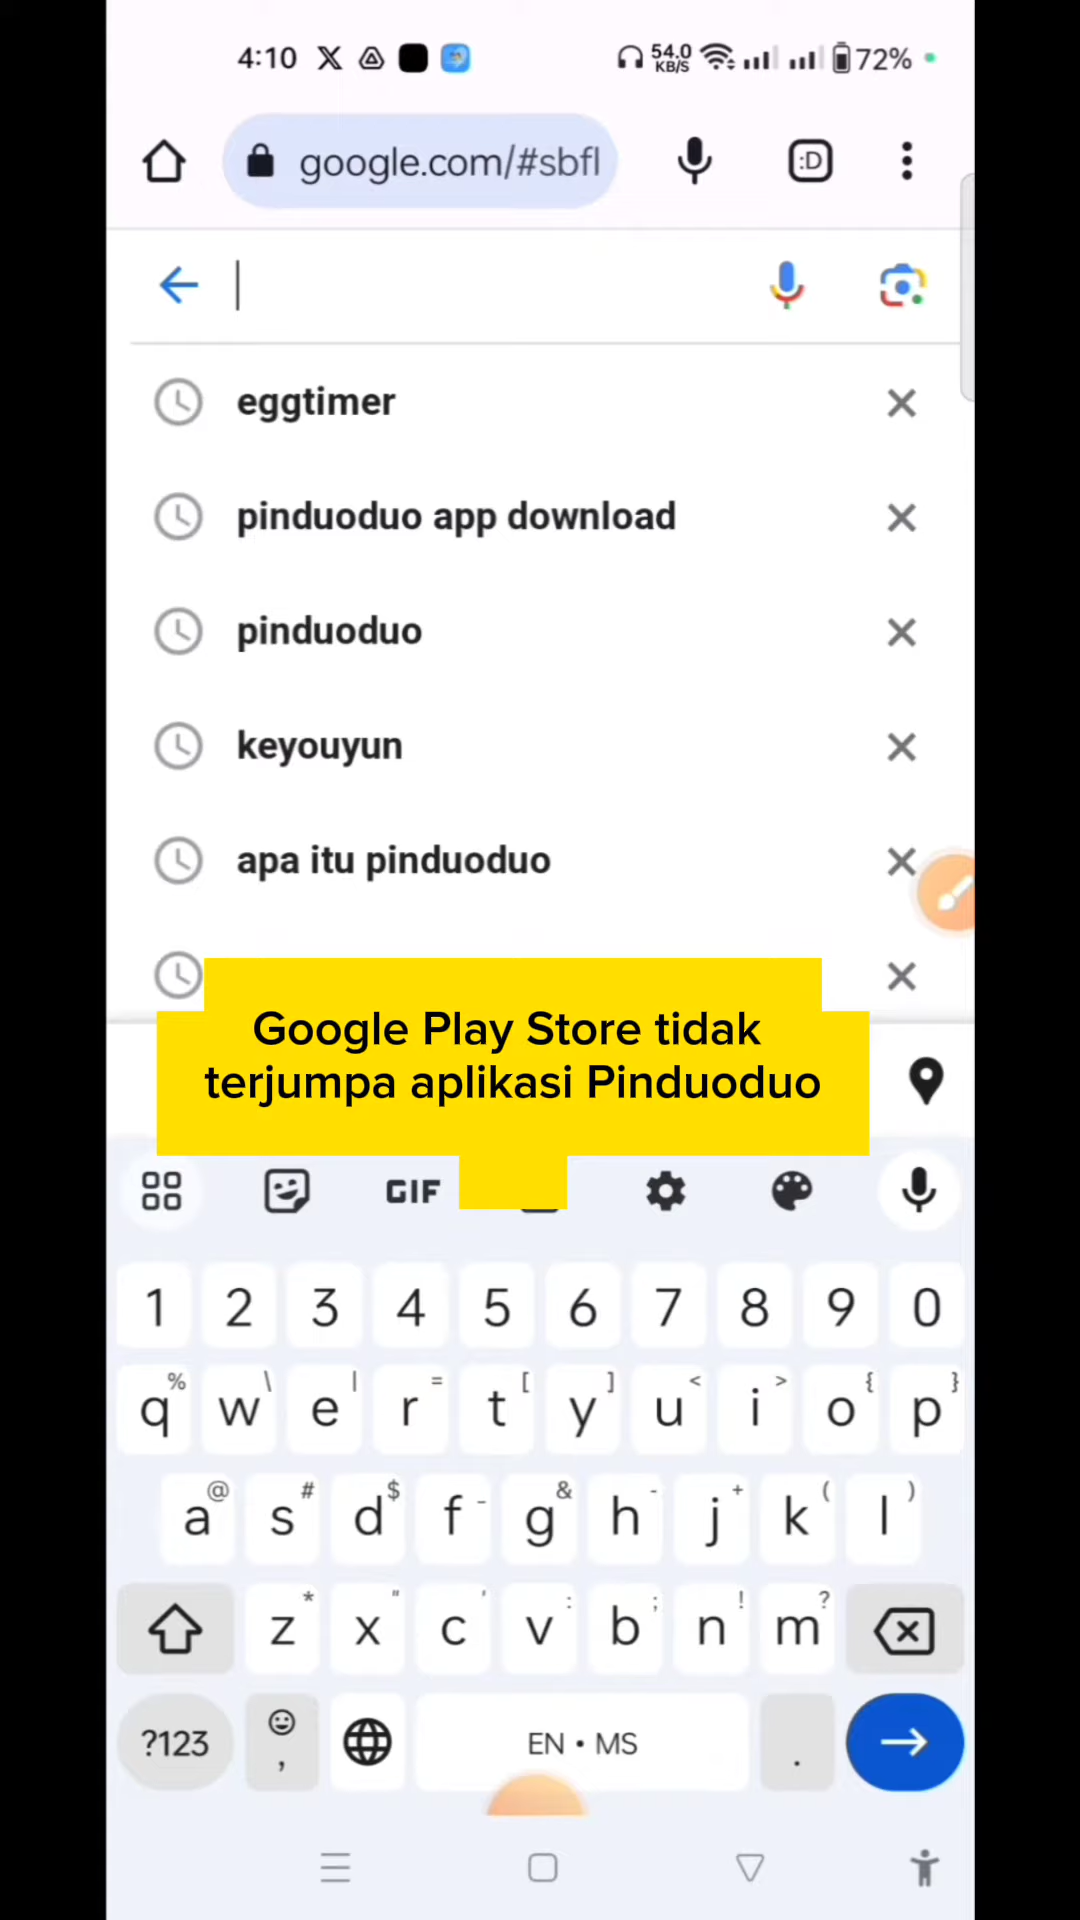 4:10 54.0 KB/S 72%
google.com/#sbfl :D
eggtimer
pinduoduo app download
pinduoduo
keyouyun
apa itu pinduoduo
Google Play Store tidak
terjumpa aplikasi Pinduoduo
GIF
1 2 3 4 5 6 7 8 9 0
% \ | = [ ] < > { }
q w e r t y u i o p
@ # $ - & - + ( )
a s d f g h j k l
* " ' : ; ! ?
z x c v b n m
?123 , EN • MS .